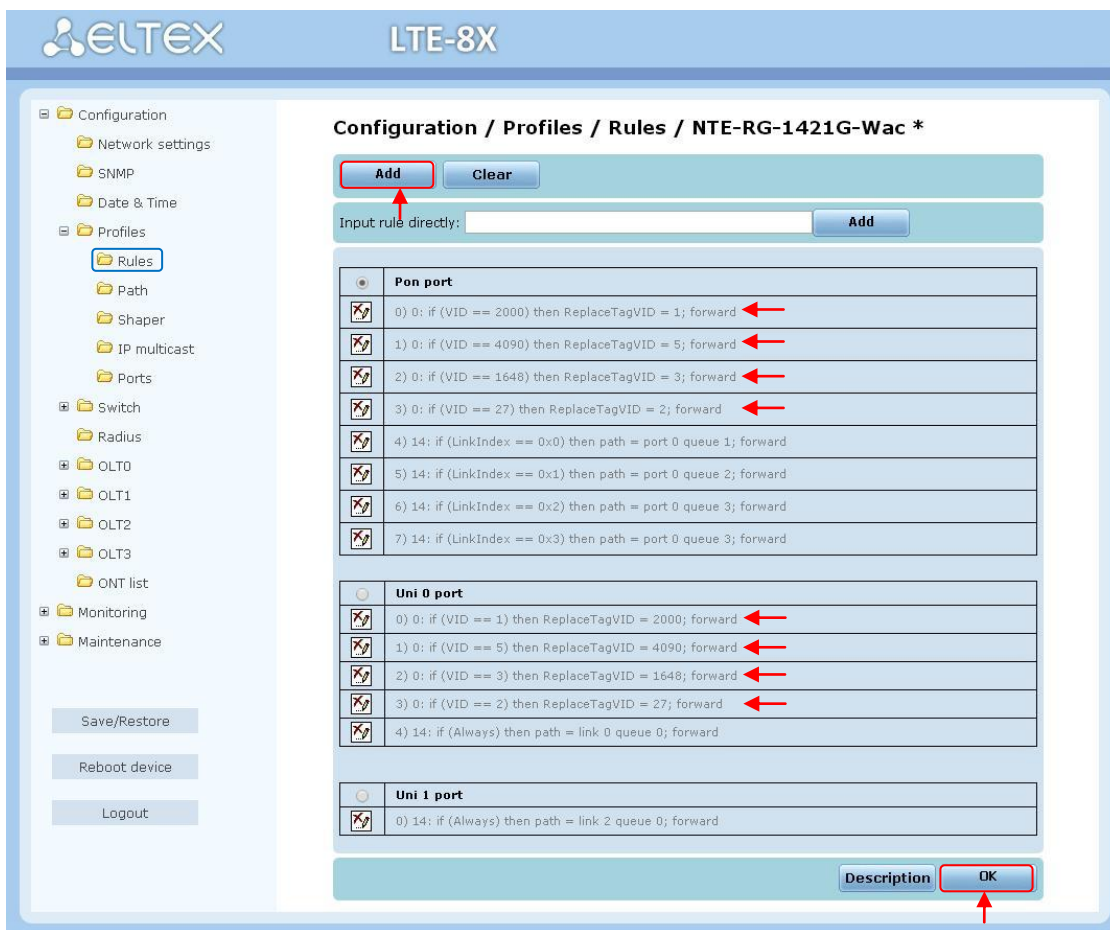 ELTEX
LTE-8X
Configuration
Network settings
SNMP
Date & Time
Profiles
Rules
Path
Shaper
IP multicast
Ports
Switch
Radius
OLT0
OLT1
OLT2
OLT3
ONT list
Monitoring
Maintenance
Save/Restore
Reboot device
Logout
Configuration / Profiles / Rules / NTE-RG-1421G-Wac *
Add Clear
Input rule directly: Add
Pon port
0) 0: if (VID == 2000) then ReplaceTagVID = 1; forward
1) 0: if (VID == 4090) then ReplaceTagVID = 5; forward
2) 0: if (VID == 1648) then ReplaceTagVID = 3; forward
3) 0: if (VID == 27) then ReplaceTagVID = 2; forward
4) 14: if (LinkIndex == 0x0) then path = port 0 queue 1; forward
5) 14: if (LinkIndex == 0x1) then path = port 0 queue 2; forward
6) 14: if (LinkIndex == 0x2) then path = port 0 queue 3; forward
7) 14: if (LinkIndex == 0x3) then path = port 0 queue 3; forward
Uni 0 port
0) 0: if (VID == 1) then ReplaceTagVID = 2000; forward
1) 0: if (VID == 5) then ReplaceTagVID = 4090; forward
2) 0: if (VID == 3) then ReplaceTagVID = 1648; forward
3) 0: if (VID == 2) then ReplaceTagVID = 27; forward
4) 14: if (Always) then path = link 0 queue 0; forward
Uni 1 port
0) 14: if (Always) then path = link 2 queue 0; forward
Description OK